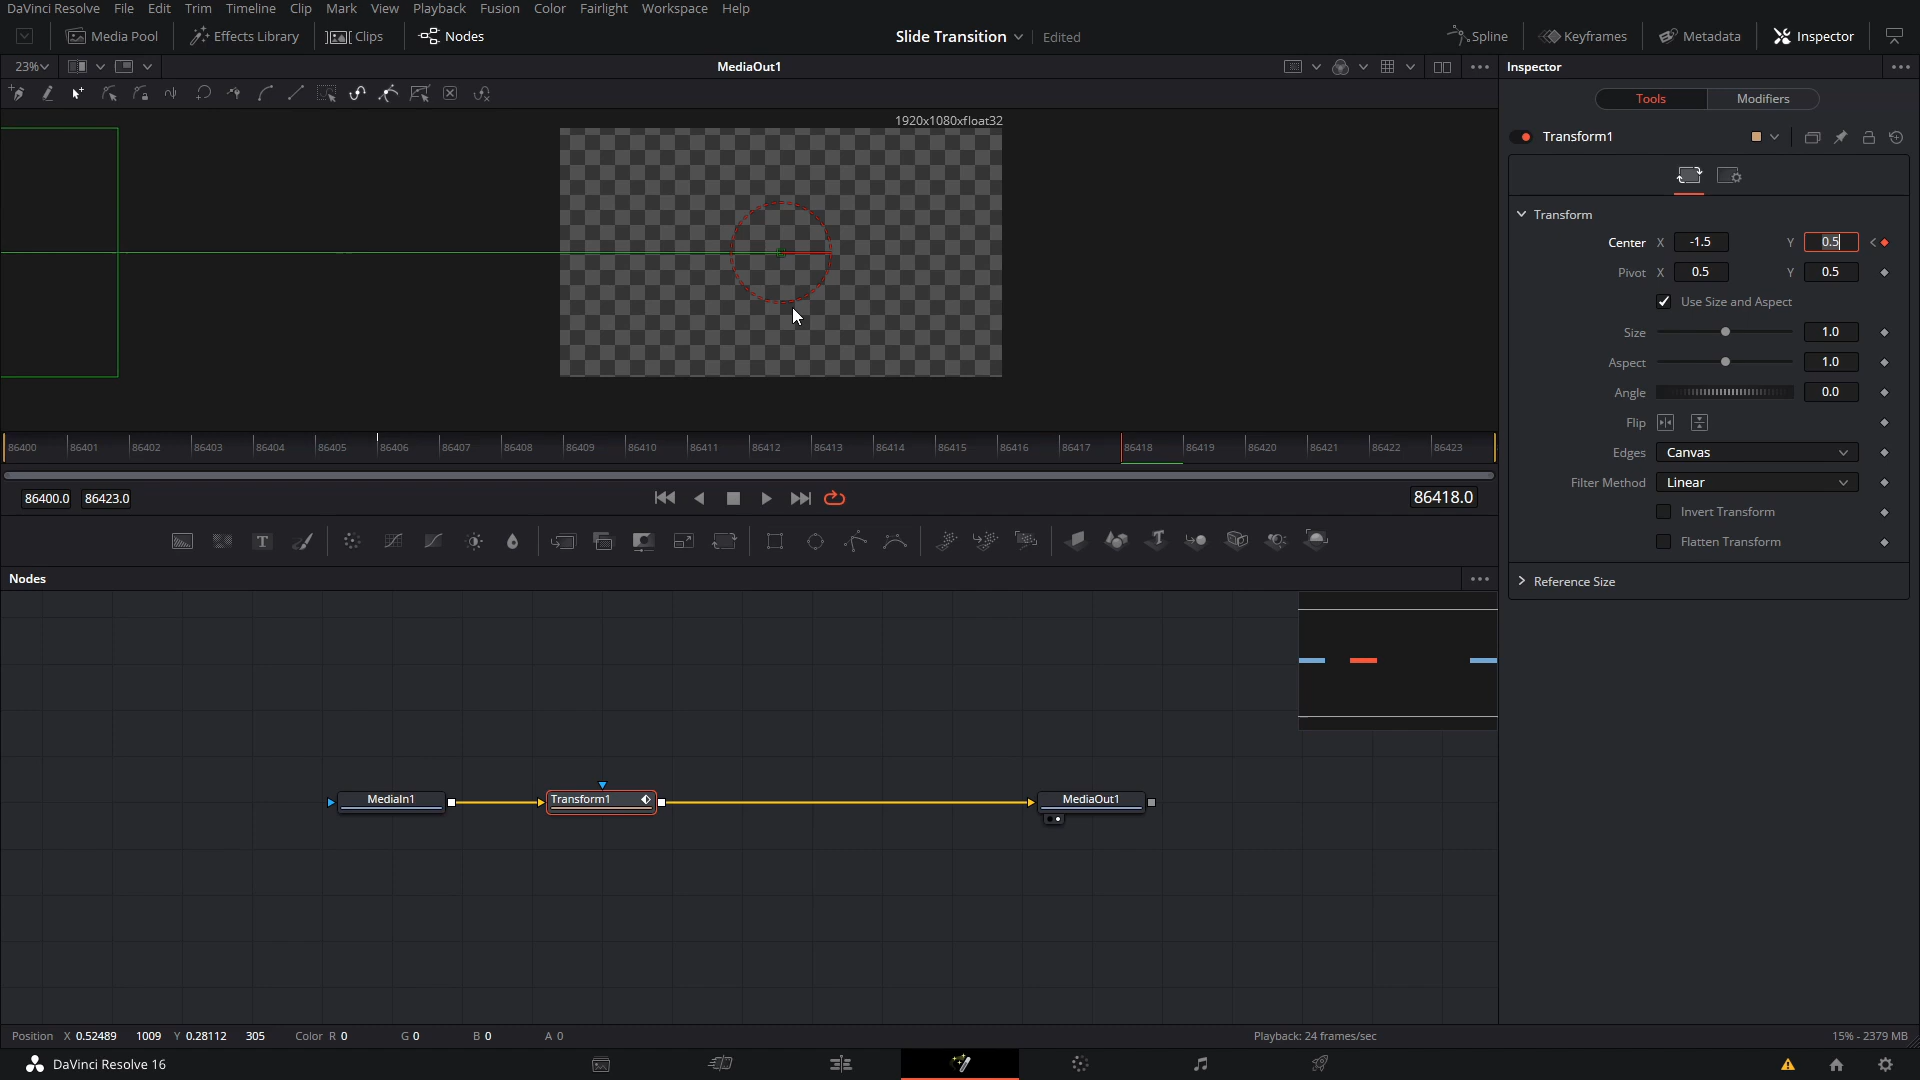 DaVinci Resolve File Edit Trim Timeline Clip Mark View Playback Fusion Color Fairlight Workspace Help
Media Pool Effects Library Clips Nodes Slide Transition Edited Spline Keyframes Metadata Inspector
23% MediaOut1 Inspector
Tools Modifiers
1920x1080xfloat32
Transform1
Transform
Center X -1.5 Y 0.5
Pivot X 0.5 Y 0.5
Use Size and Aspect
Size 1.0
Aspect 1.0
Angle 0.0
Flip
Edges Canvas
Filter Method Linear
Invert Transform
Flatten Transform
Reference Size
86400 86401 86402 86403 86404 86405 86406 86407 86408 86409 86410 86411 86412 86413 86414 86415 86416 86417 86418 86419 86420 86421 86422 86423
86400.0 86423.0 86418.0
T T
Nodes
MediaIn1 Transform1 MediaOut1
Position X 0.52489 1009 Y 0.28112 305 Color R 0 G 0 B 0 A 0 Playback: 24 frames/sec 15% - 2379 MB
DaVinci Resolve 16